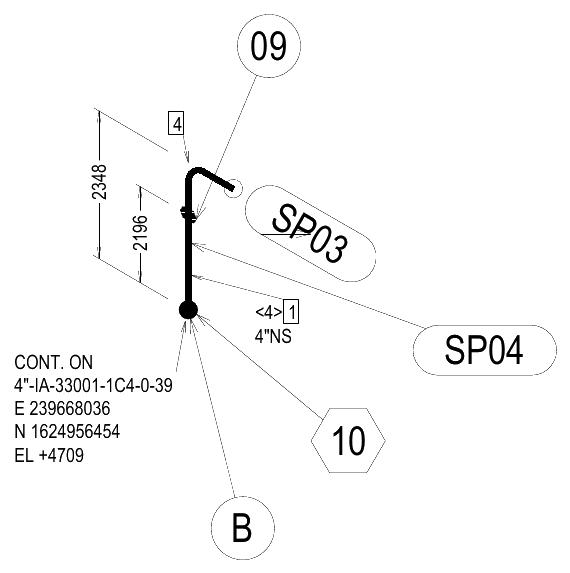 09
4
2348
2196
SP03
<4> 1
4"NS
SP04
CONT. ON
4"-IA-33001-1C4-0-39
E 239668036
N 1624956454
EL +4709
10
B